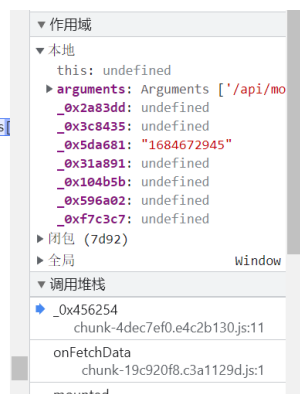 作用域
本地
this: undefined
arguments: Arguments ['/api/mo
_0x2a83dd: undefined
_0x3c8435: undefined
_0x5da681: "1684672945"
_0x31a891: undefined
_0x104b5b: undefined
_0x596a02: undefined
_0xf7c3c7: undefined
闭包 (7d92)
全局 Window
调用堆栈
_0x456254
chunk-4dec7ef0.e4c2b130.js:11
onFetchData
chunk-19c920f8.c3a1129d.js:1
mounted